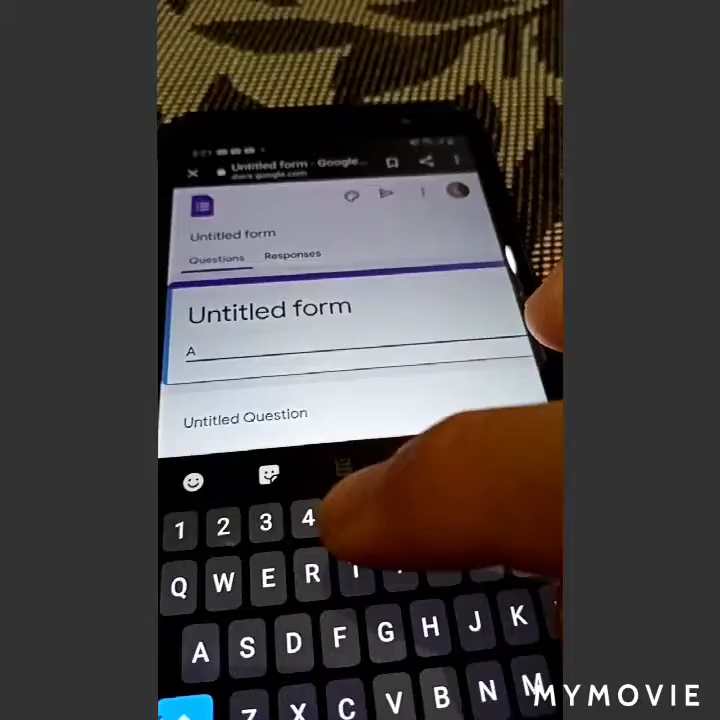 Untitled form - Google...
docs.google.com
Untitled form
Questions Responses
Untitled form
A
Untitled Question
1 2 3 4
Q W E R
A S D F G H J K
Z X C V B N M
MYMOVIE